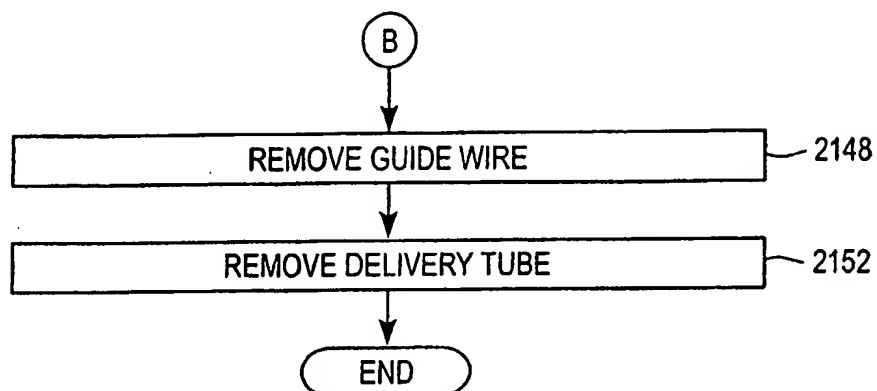 B
REMOVE GUIDE WIRE 2148
REMOVE DELIVERY TUBE 2152
END